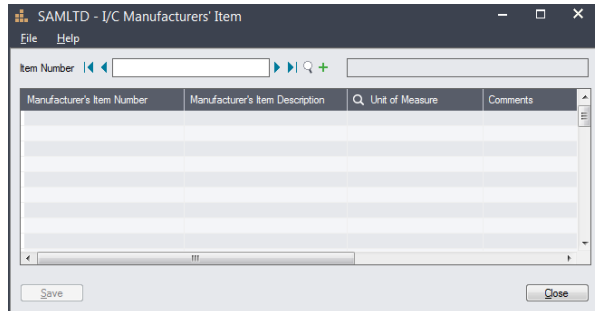 SAMLTD - I/C Manufacturers' Item
File Help
Item Number
Manufacturer's Item Number Manufacturer's Item Description Unit of Measure Comments
Save Close